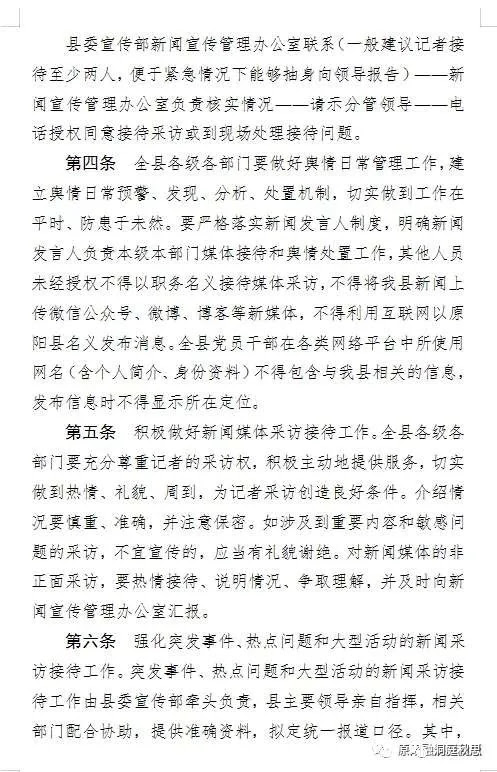 县委宣传部新闻宣传管理办公室联系（一般建议记者接
待至少两人，便于紧急情况下能够抽身向领导报告）——新
闻宣传管理办公室负责核实情况——请示分管领导——电
话授权同意接待采访或到现场处理接待问题。
第四条 全县各级各部门要做好舆情日常管理工作，建
立舆情日常预警、发现、分析、处置机制，切实做到工作在
平时、防患于未然。要严格落实新闻发言人制度，明确新闻
发言人负责本级本部门媒体接待和舆情处置工作，其他人员
未经授权不得以职务名义接待媒体采访，不得将我县新闻上
传微信公众号、微博、博客等新媒体，不得利用互联网以原
阳县名义发布消息。全县党员干部在各类网络平台中所使用
网名（含个人简介、身份资料）不得包含与我县相关的信息，
发布信息时不得显示所在定位。
第五条 积极做好新闻媒体采访接待工作。全县各级各
部门要充分尊重记者的采访权，积极主动地提供服务，切实
做到热情、礼貌、周到，为记者采访创造良好条件。介绍情
况要慎重、准确，并注意保密。如涉及到重要内容和敏感问
题的采访，不宜宣传的，应当有礼貌谢绝。对新闻媒体的非
正面采访，要热情接待、说明情况、争取理解，并及时向新
闻宣传管理办公室汇报。
第六条 强化突发事件、热点问题和大型活动的新闻采
访接待工作。突发事件、热点问题和大型活动的新闻采访接
待工作由县委宣传部牵头负责，县主要领导亲自指挥，相关
部门配合协助，提供准确资料，拟定统一报道口径。其中，